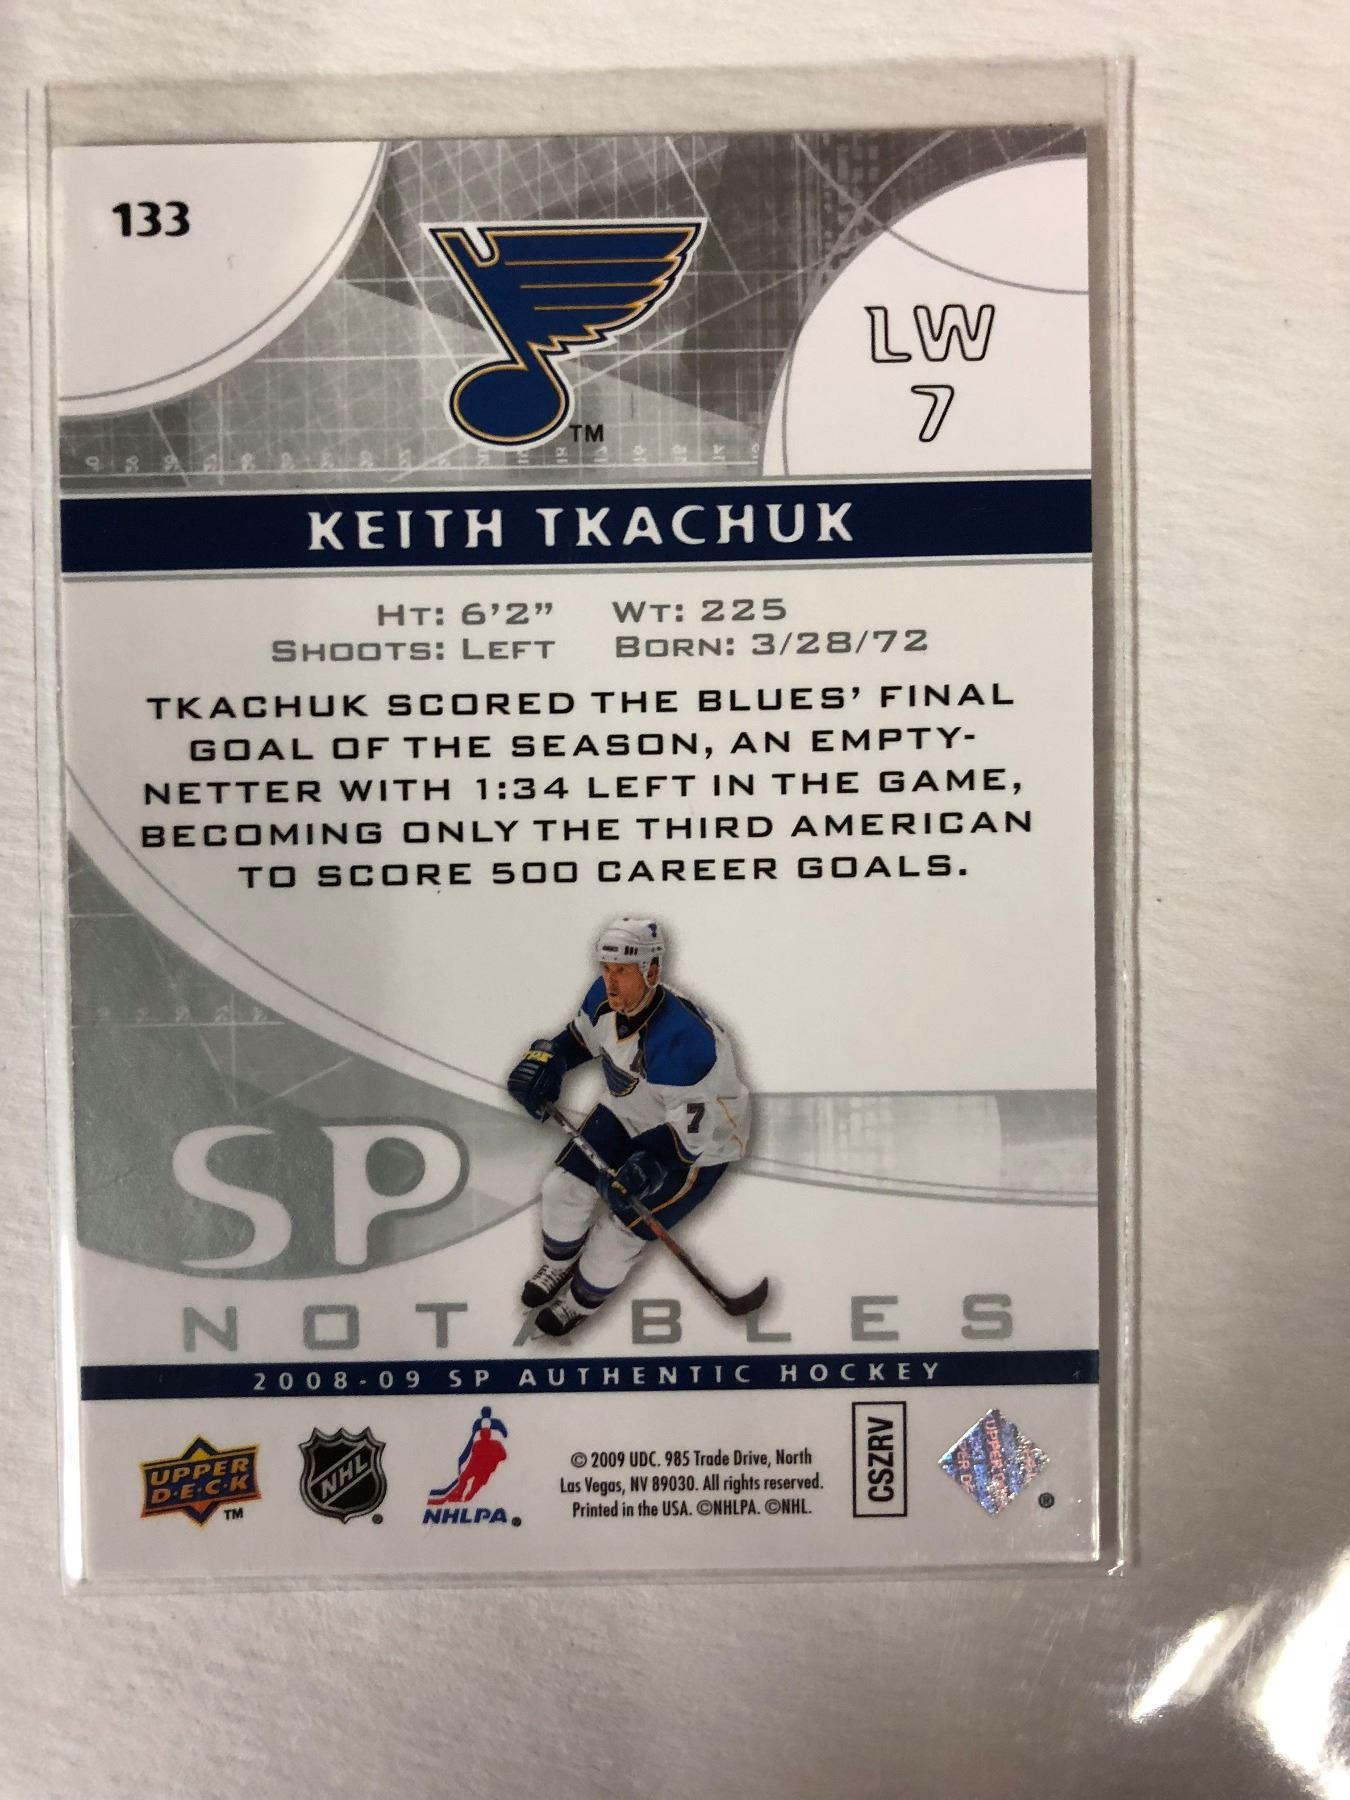 133
TM
LW
7
KEITH TKACHUK
HT: 6'2" WT: 225
SHOOTS: LEFT BORN: 3/28/72
TKACHUK SCORED THE BLUES' FINAL
GOAL OF THE SEASON, AN EMPTY-
NETTER WITH 1:34 LEFT IN THE GAME,
BECOMING ONLY THE THIRD AMERICAN
TO SCORE 500 CAREER GOALS.
7
SP
NOTABLES
2008-09 SP AUTHENTIC HOCKEY
UPPER
D·E·C·K
TM
NHL
®
NHLPA®
© 2009 UDC. 985 Trade Drive, North
Las Vegas, NV 89030. All rights reserved.
Printed in the USA. ©NHLPA. ©NHL.
CSZRV
®